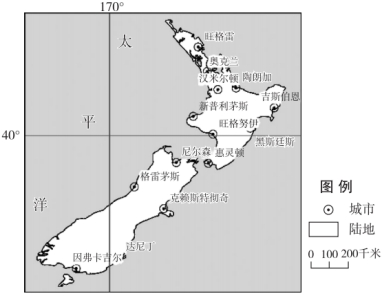 170°
太
旺格雷
奥克兰
汉米尔顿
陶朗加
吉斯伯恩
新普利茅斯
平
旺格努伊
40°
黑斯廷斯
尼尔森
惠灵顿
格雷茅斯
克赖斯特彻奇
洋
达尼丁
因弗卡吉尔
图例
城市
陆地
0 100 200千米